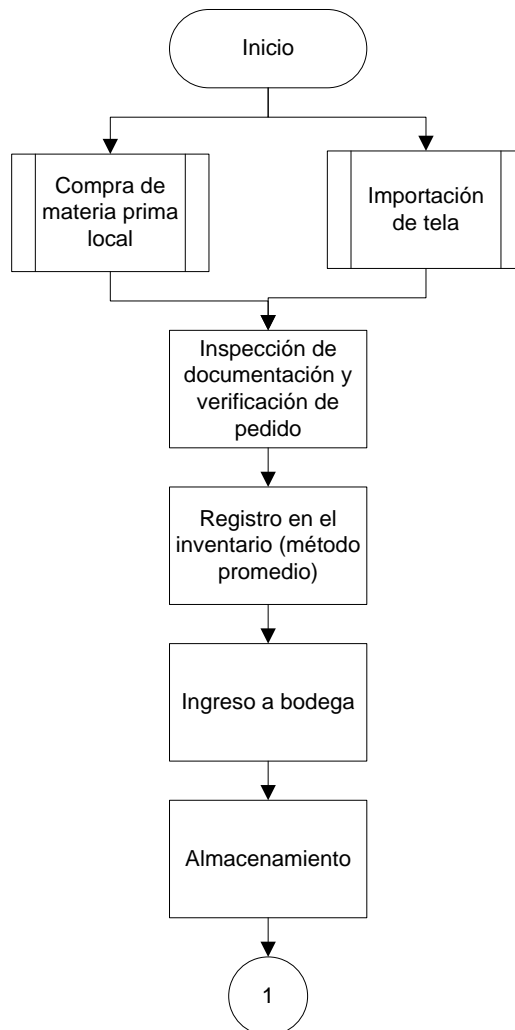 Inicio
Compra de
materia prima
local
Importación
de tela
Inspección de
documentación y
verificación de
pedido
Registro en el
inventario (método
promedio)
Ingreso a bodega
Almacenamiento
1